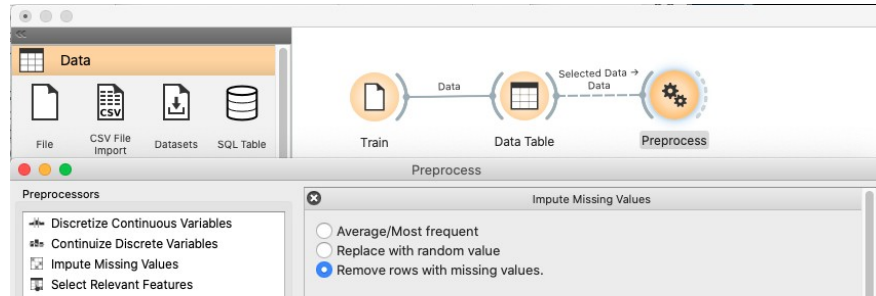 Data
File
CSV File
Import
Datasets
SQL Table
CSV
Train
Data
Data Table
Selected Data →
Data
Preprocess
Preprocess
Preprocessors
Discretize Continuous Variables
Continuize Discrete Variables
Impute Missing Values
Select Relevant Features
Impute Missing Values
Average/Most frequent
Replace with random value
Remove rows with missing values.